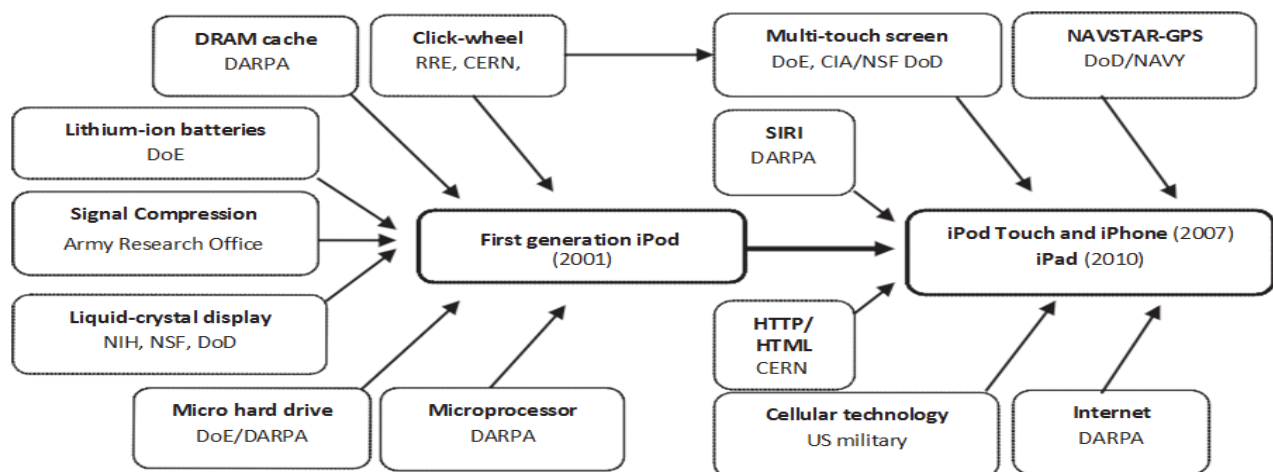 DRAM cache
DARPA
Click-wheel
RRE, CERN,
Multi-touch screen
DoE, CIA/NSF DoD
NAVSTAR-GPS
DoD/NAVY
Lithium-ion batteries
DoE
SIRI
DARPA
Signal Compression
Army Research Office
First generation iPod
(2001)
iPod Touch and iPhone (2007)
iPad (2010)
Liquid-crystal display
NIH, NSF, DoD
HTTP/
HTML
CERN
Micro hard drive
DoE/DARPA
Microprocessor
DARPA
Cellular technology
US military
Internet
DARPA